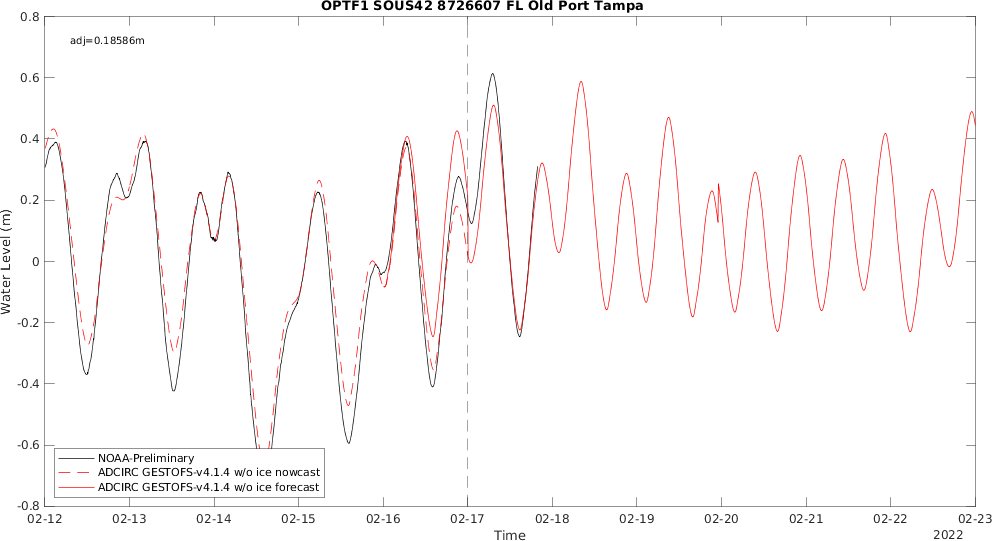 OPTF1 SOUS42 8726607 FL Old Port Tampa
adj=0.18586m
0.8
0.6
0.4
0.2
0
-0.2
-0.4
-0.6
-0.8
Water Level (m)
NOAA-Preliminary
ADCIRC GESTOFS-v4.1.4 w/o ice nowcast
ADCIRC GESTOFS-v4.1.4 w/o ice forecast
02-12 02-13 02-14 02-15 02-16 02-17 02-18 02-19 02-20 02-21 02-22 02-23
Time
2022